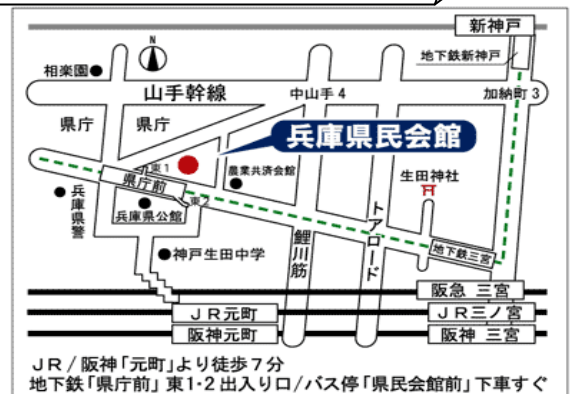 新神戸
地下鉄新神戸
N
相楽園
山手幹線
中山手4
加納町3
県庁
県庁
兵庫県民会館
東1
農業共済会館
生田神社
県庁前
東2
兵庫県警
兵庫県公館
トアロード
鯉川筋
神戸生田中学
地下鉄三宮
阪急 三宮
JR元町
JR三ノ宮
阪神元町
阪神 三宮
JR/阪神「元町」より徒歩7分
地下鉄「県庁前」東1・2出入り口/バス停「県民会館前」下車すぐ